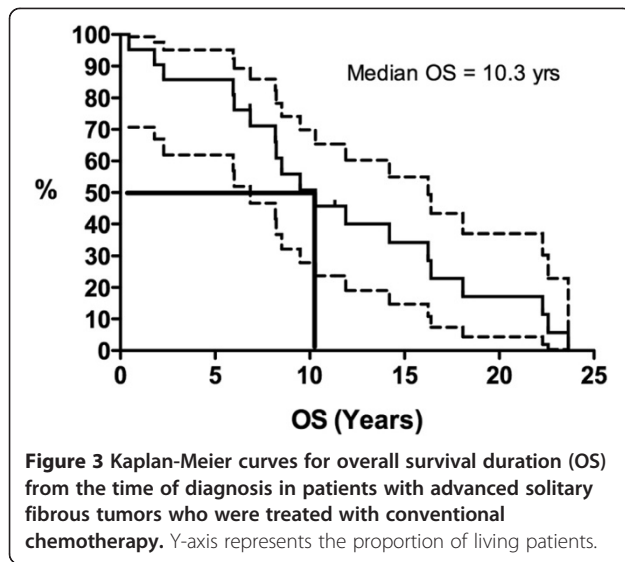 100
90
80
70
60
50
40
30
20
10
0
%
Median OS = 10.3 yrs
0 5 10 15 20 25
OS (Years)
Figure 3 Kaplan-Meier curves for overall survival duration (OS)
from the time of diagnosis in patients with advanced solitary
fibrous tumors who were treated with conventional
chemotherapy. Y-axis represents the proportion of living patients.